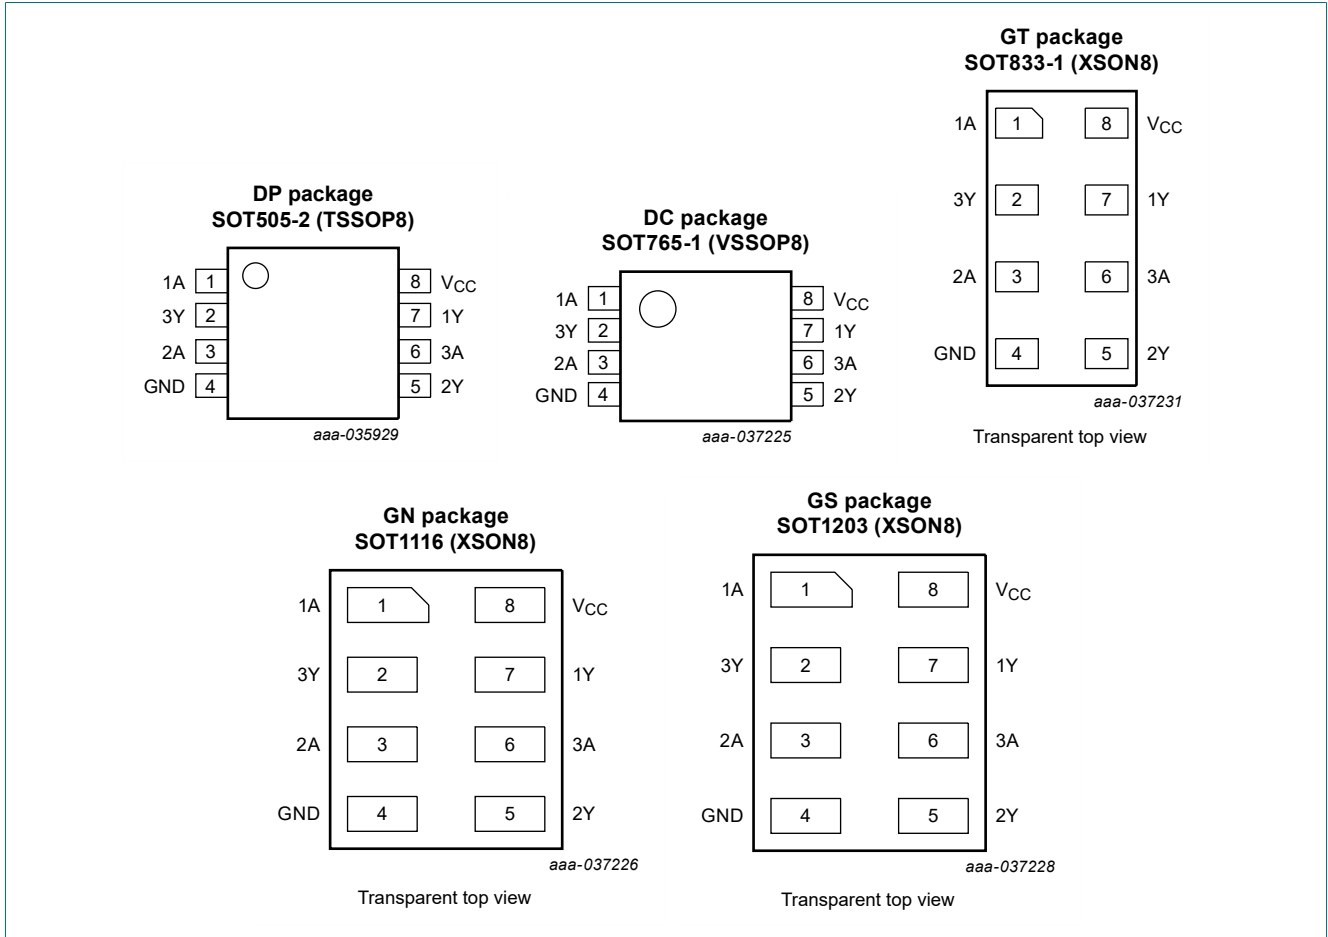 DP package
SOT505-2 (TSSOP8)
1A 1 8 VCC
3Y 2 7 1Y
2A 3 6 3A
GND 4 5 2Y
aaa-035929
DC package
SOT765-1 (VSSOP8)
1A 1 8 VCC
3Y 2 7 1Y
2A 3 6 3A
GND 4 5 2Y
aaa-037225
GT package
SOT833-1 (XSON8)
1A 1 8 VCC
3Y 2 7 1Y
2A 3 6 3A
GND 4 5 2Y
aaa-037231
Transparent top view
GN package
SOT1116 (XSON8)
1A 1 8 VCC
3Y 2 7 1Y
2A 3 6 3A
GND 4 5 2Y
aaa-037226
Transparent top view
GS package
SOT1203 (XSON8)
1A 1 8 VCC
3Y 2 7 1Y
2A 3 6 3A
GND 4 5 2Y
aaa-037228
Transparent top view